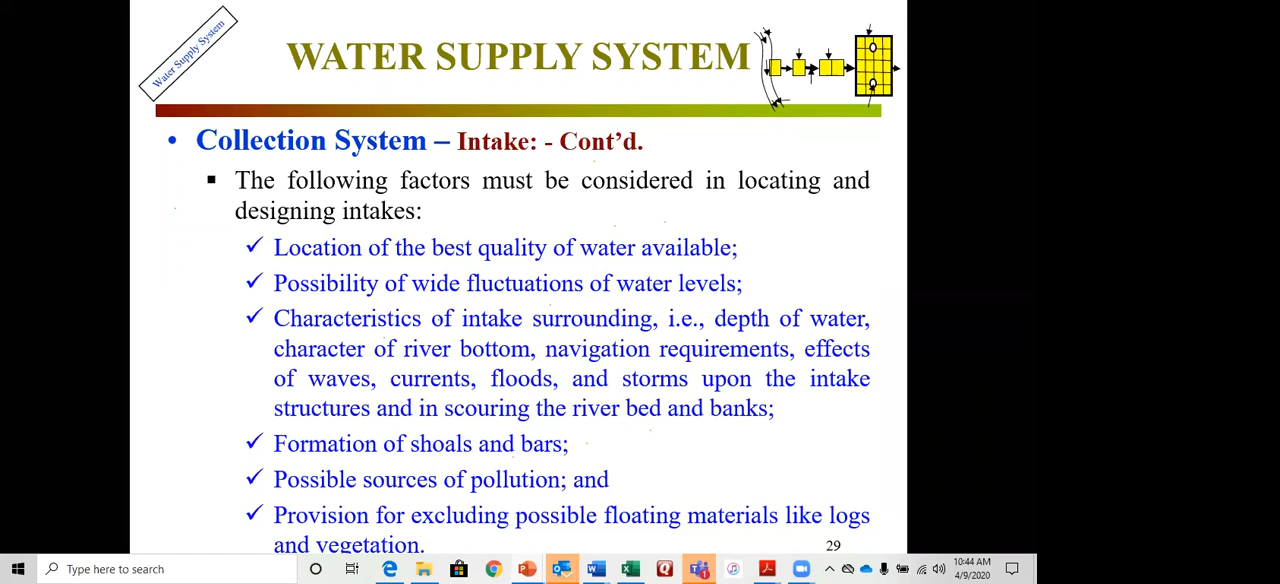 Water Supply System
WATER SUPPLY SYSTEM
• Collection System – Intake: - Cont’d.
▪ The following factors must be considered in locating and
designing intakes:
✓ Location of the best quality of water available;
✓ Possibility of wide fluctuations of water levels;
✓ Characteristics of intake surrounding, i.e., depth of water,
character of river bottom, navigation requirements, effects
of waves, currents, floods, and storms upon the intake
structures and in scouring the river bed and banks;
✓ Formation of shoals and bars;
✓ Possible sources of pollution; and
✓ Provision for excluding possible floating materials like logs
and vegetation.
29
Type here to search
10:44 AM
4/9/2020